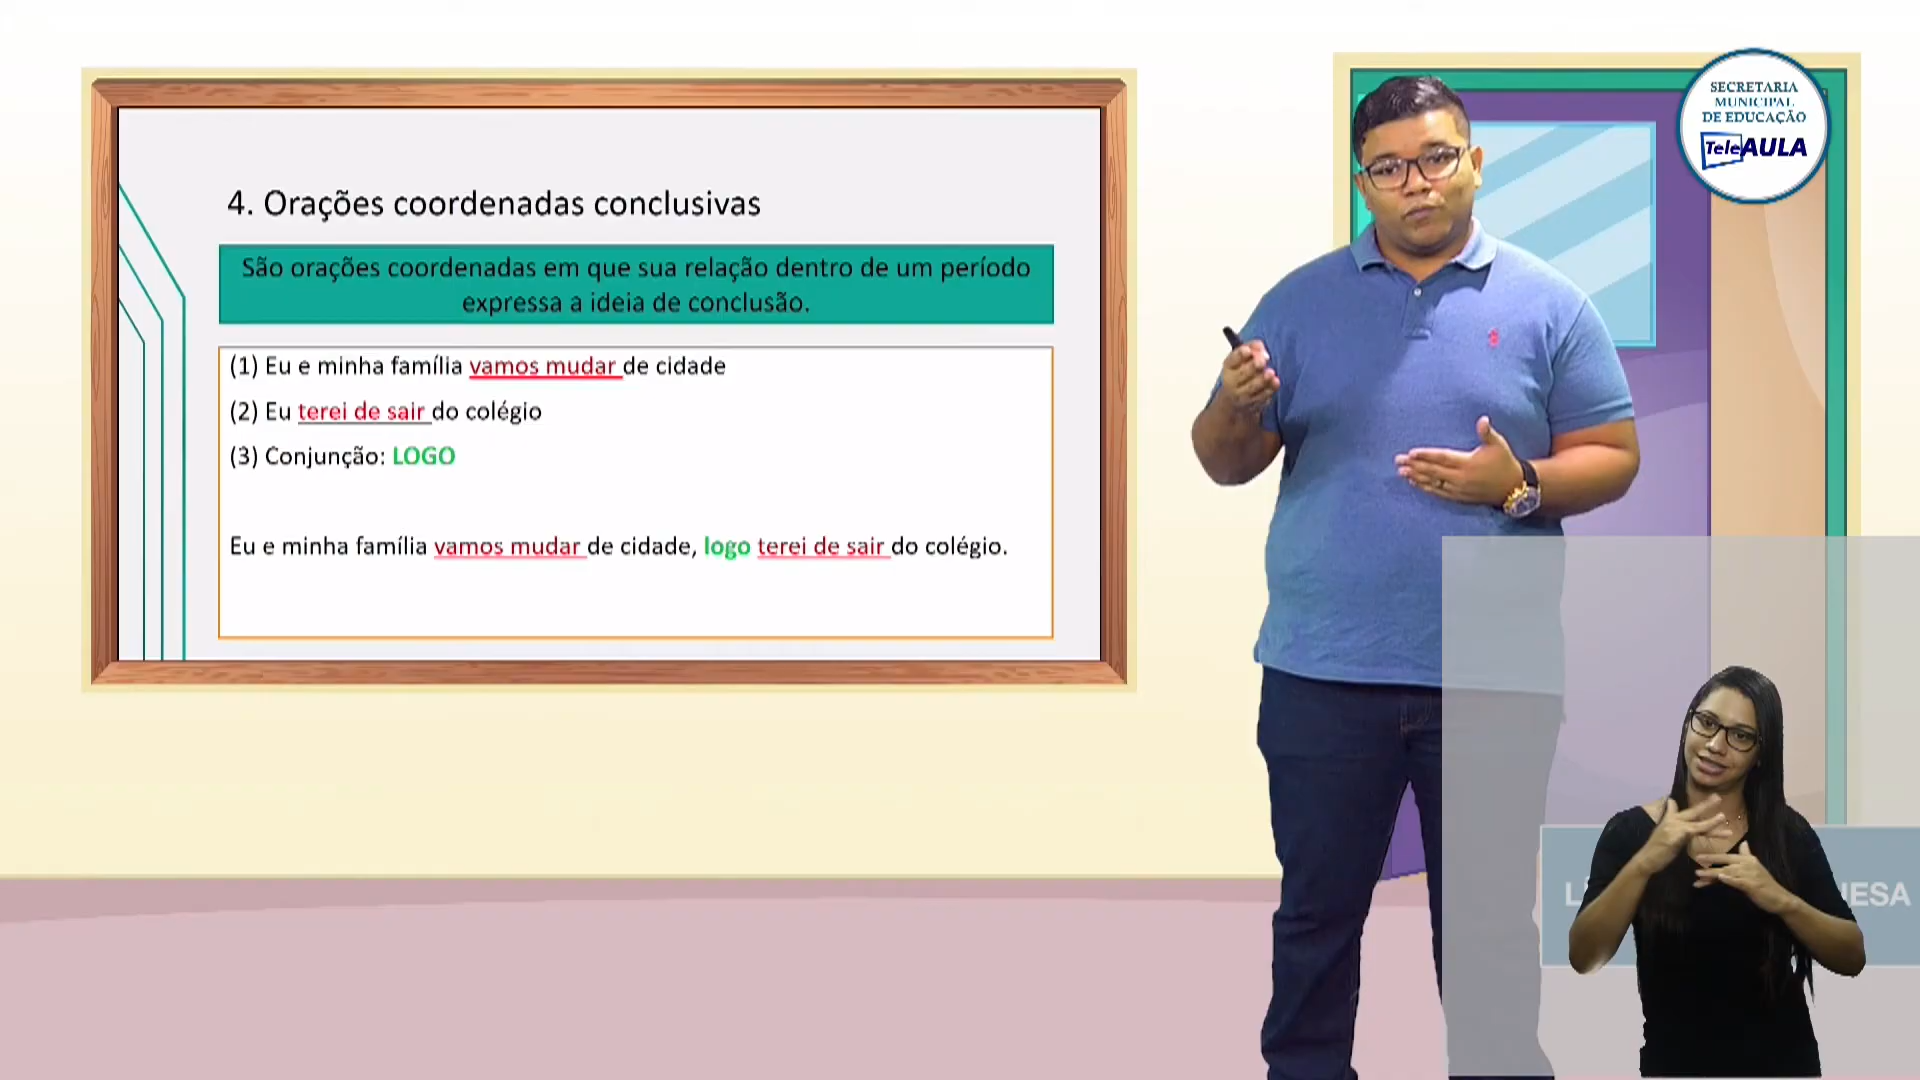 4. Orações coordenadas conclusivas
São orações coordenadas em que sua relação dentro de um período
expressa a ideia de conclusão.
(1) Eu e minha família vamos mudar de cidade
(2) Eu terei de sair do colégio
(3) Conjunção: LOGO
Eu e minha família vamos mudar de cidade, logo terei de sair do colégio.
SECRETARIA
MUNICIPAL
DE EDUCAÇÃO
TeleAULA